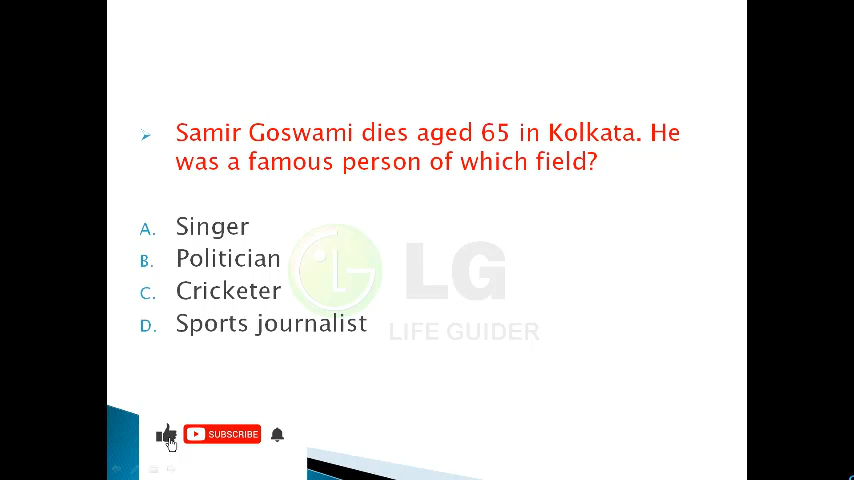 Samir Goswami dies aged 65 in Kolkata. He
was a famous person of which field?
A. Singer
B. Politician
C. Cricketer
D. Sports journalist
LG
LIFE GUIDER
SUBSCRIBE